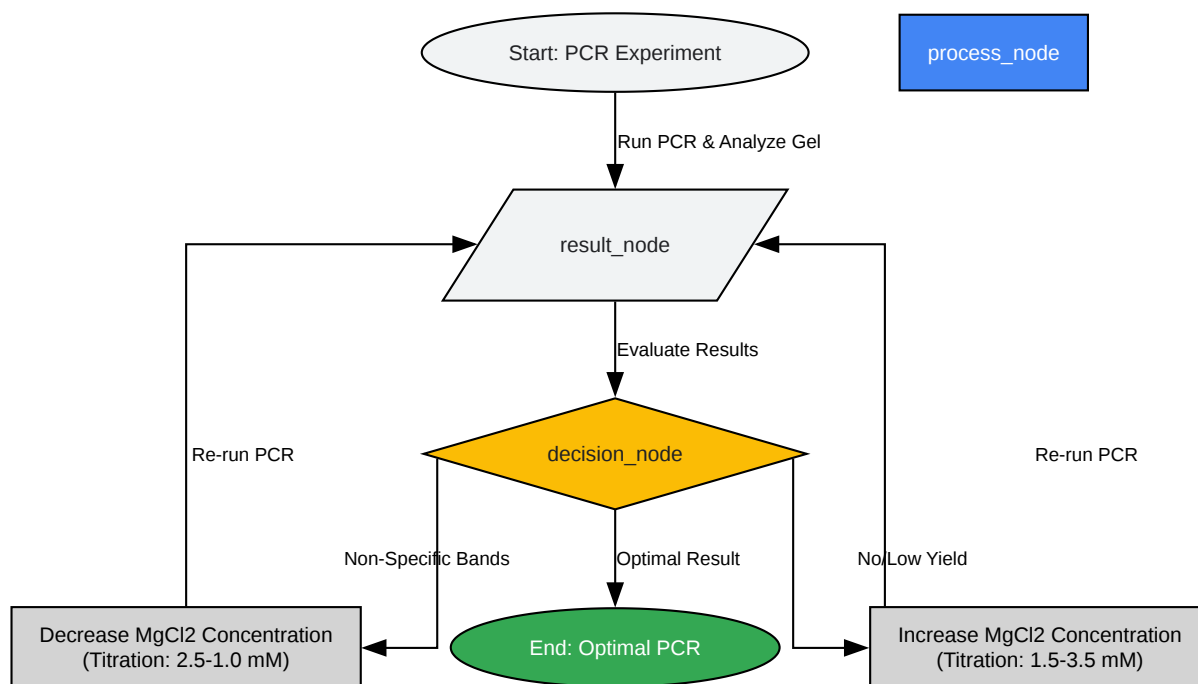 Start: PCR Experiment
process_node
Run PCR & Analyze Gel
result_node
Evaluate Results
decision_node
Re-run PCR
Re-run PCR
Non-Specific Bands
Optimal Result
No/Low Yield
Decrease MgCl2 Concentration
(Titration: 2.5-1.0 mM)
End: Optimal PCR
Increase MgCl2 Concentration
(Titration: 1.5-3.5 mM)